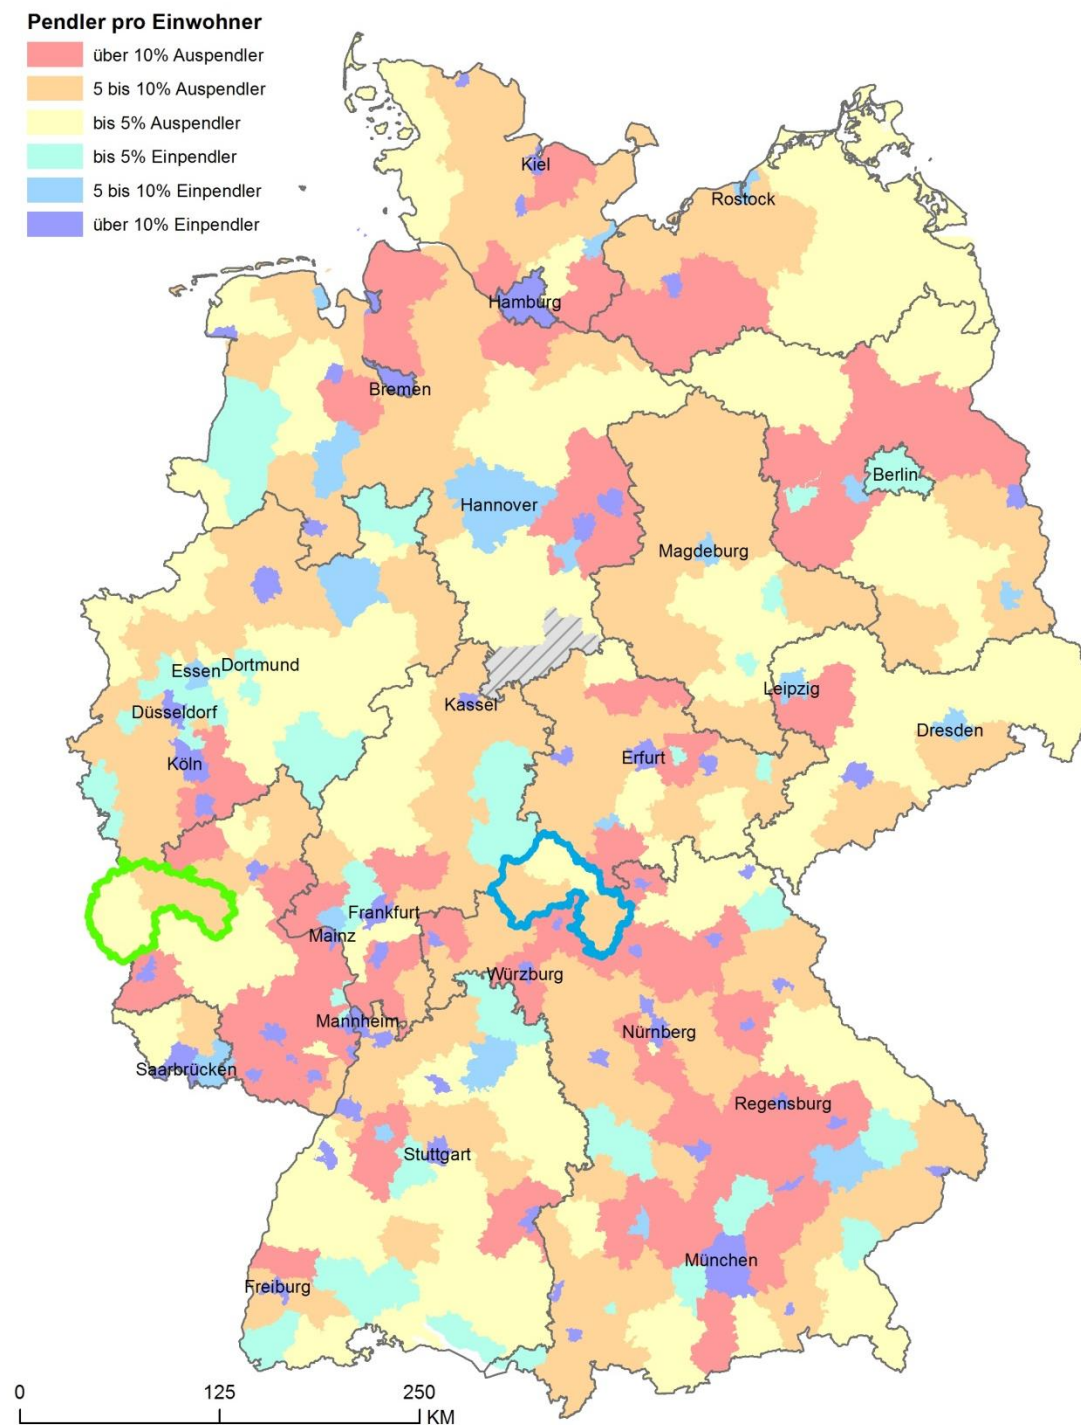 Pendler pro Einwohner
über 10% Auspendler
5 bis 10% Auspendler
bis 5% Auspendler
bis 5% Einpendler
5 bis 10% Einpendler
über 10% Einpendler
Kiel
Rostock
Hamburg
Bremen
Berlin
Hannover
Magdeburg
Essen
Dortmund
Leipzig
Kassel
Düsseldorf
Dresden
Köln
Erfurt
Frankfurt
Mainz
Würzburg
Mannheim
Nürnberg
Saarbrücken
Regensburg
Stuttgart
München
Freiburg
0 125 250
KM